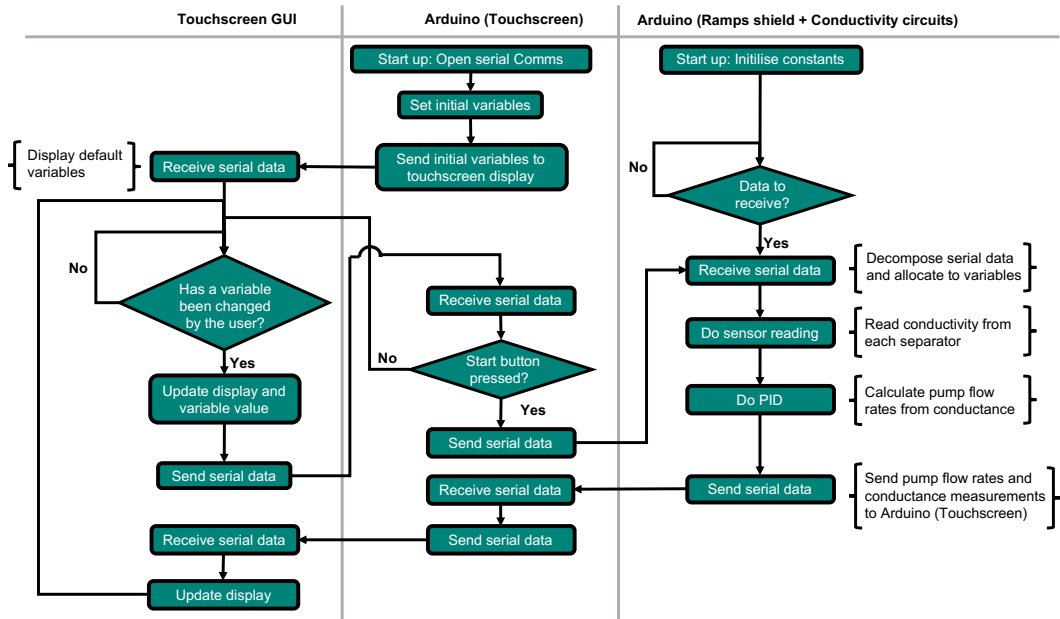 Touchscreen GUI
Arduino (Touchscreen)
Arduino (Ramps shield + Conductivity circuits)
Start up: Open serial Comms
Start up: Initilise constants
Set initial variables
Display default
variables
Receive serial data
Send initial variables to
touchscreen display
No
Data to
receive?
Yes
No
Has a variable
been changed
by the user?
Yes
Receive serial data
Receive serial data
Decompose serial data
and allocate to variables
Do sensor reading
Read conductivity from
each separator
No
Start button
pressed?
Yes
Update display and
variable value
Do PID
Calculate pump flow
rates from conductance
Send serial data
Send serial data
Receive serial data
Send serial data
Send pump flow rates and
conductance measurements
to Arduino (Touchscreen)
Receive serial data
Send serial data
Update display